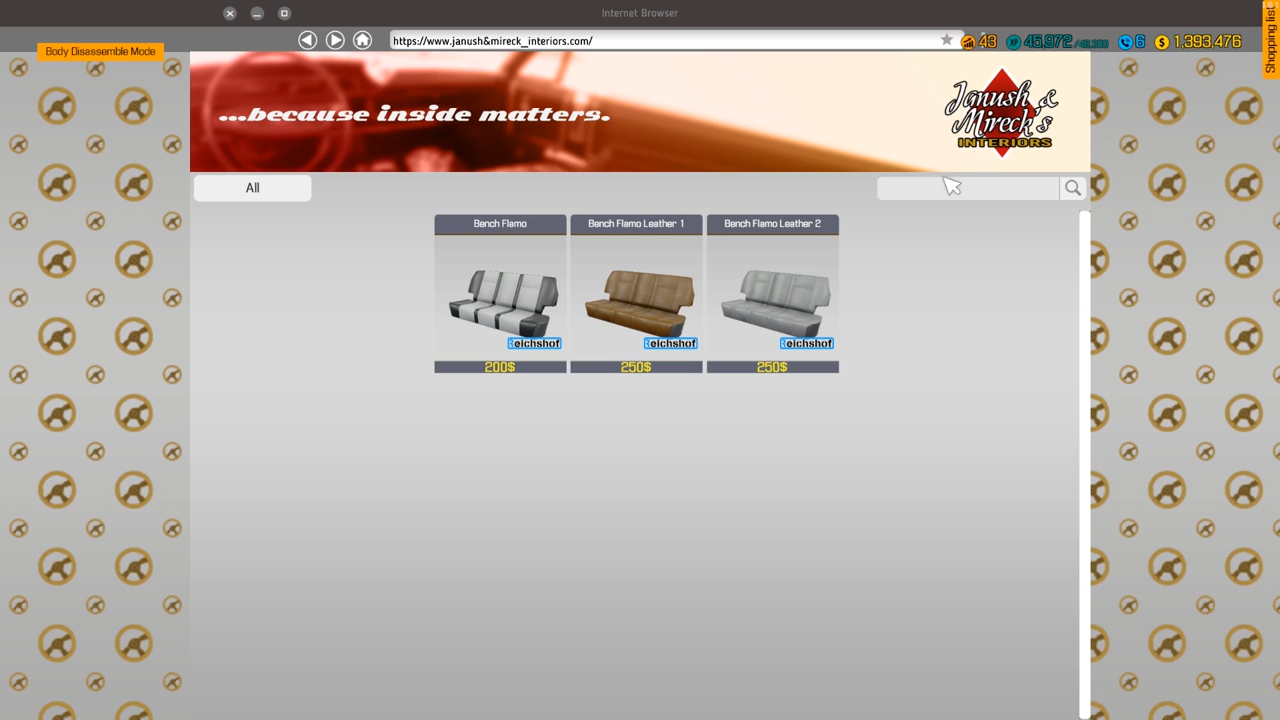 Internet Browser
Body Disassemble Mode
https://www.janush&mireck_interiors.com/
43
45,972 /48,300
6
$ 1,393,476
Shopping list
...because inside matters.
Janush &
Mireck's
INTERIORS
All
Bench Flamo
Bench Flamo Leather 1
Bench Flamo Leather 2
eichshof
eichshof
eichshof
200$
250$
250$